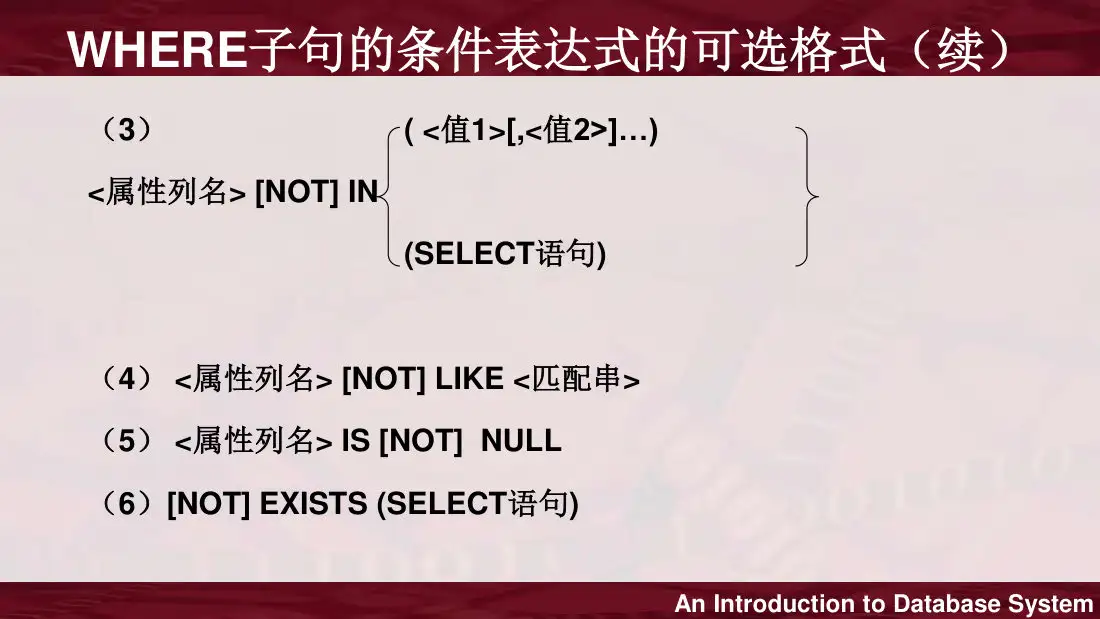 WHERE子句的条件表达式的可选格式（续）
（3）
( <值1>[,<值2>]…)
<属性列名> [NOT] IN
(SELECT语句)
（4） <属性列名> [NOT] LIKE <匹配串>
（5） <属性列名> IS [NOT] NULL
（6）[NOT] EXISTS (SELECT语句)
An Introduction to Database System